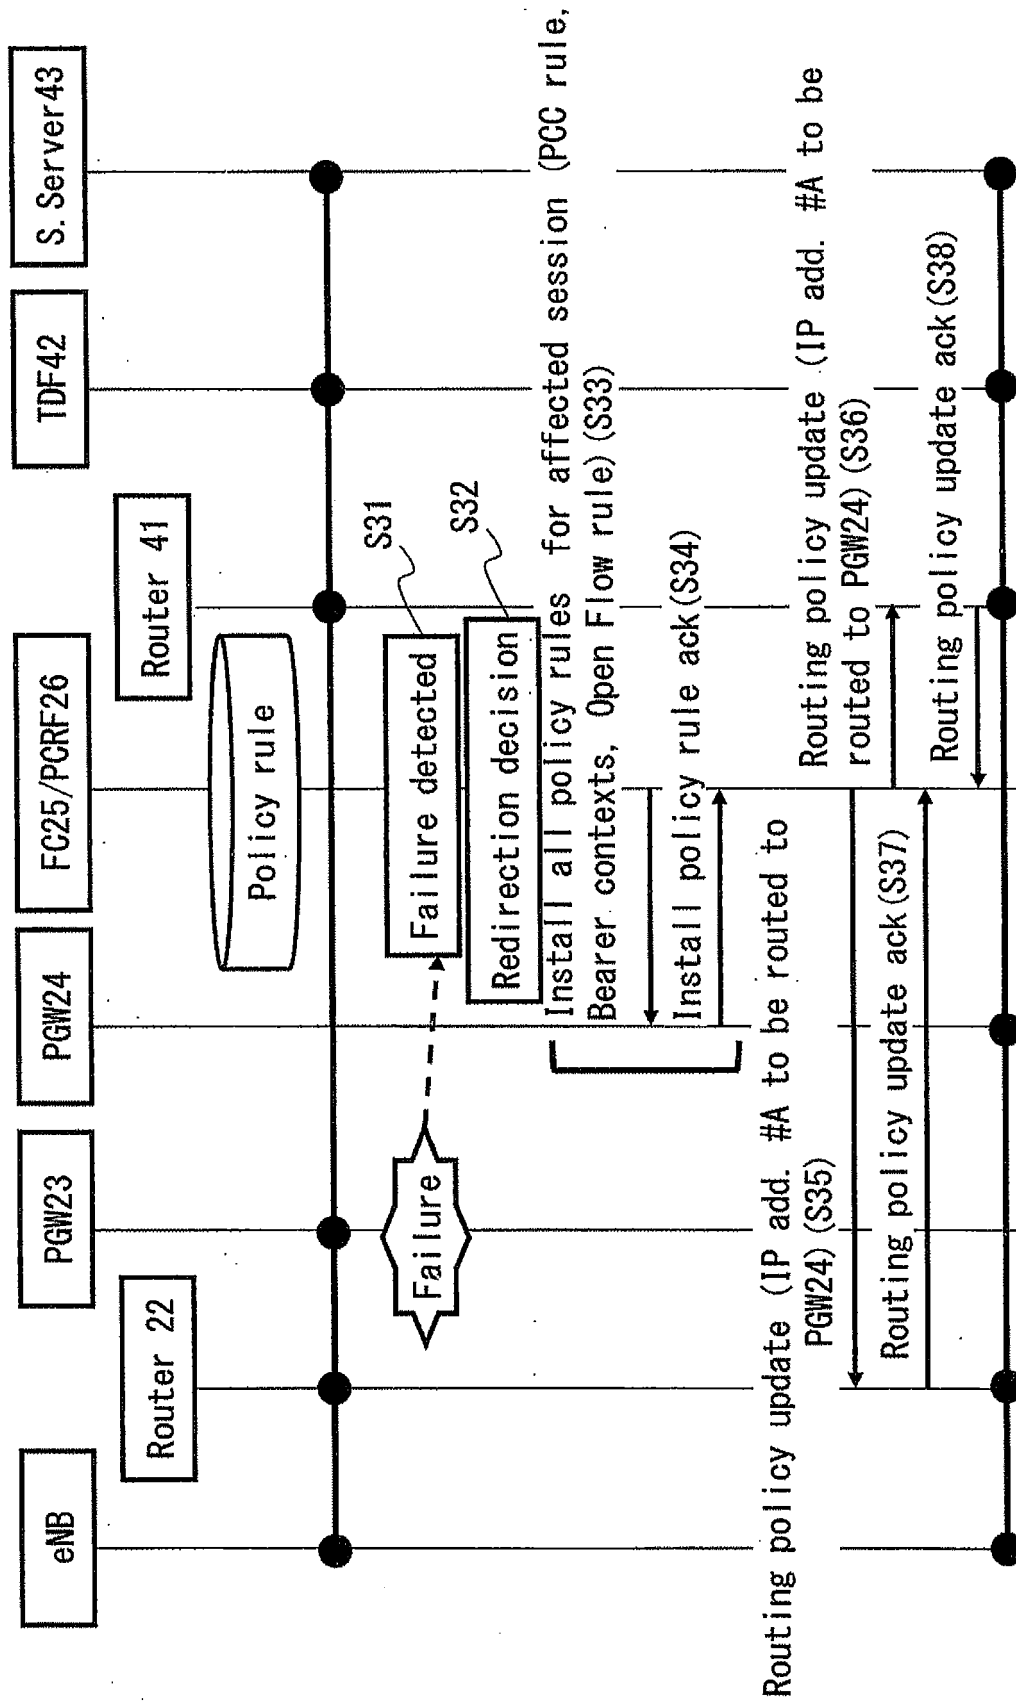 eNB
Router 22
PGW23
PGW24
FC25/PCRF26
Router 41
TDF42
S.Server43
Policy rule
Failure
Failure detected
S31
Redirection decision
S32
Install all policy rules for affected session (PCC rule,
Bearer contexts, Open Flow rule)(S33)
Install policy rule ack(S34)
Routing policy update (IP add. #A to be routed to
PGW24)(S35)
Routing policy update (IP add. #A to be
routed to PGW24)(S36)
Routing policy update ack(S37)
Routing policy update ack(S38)